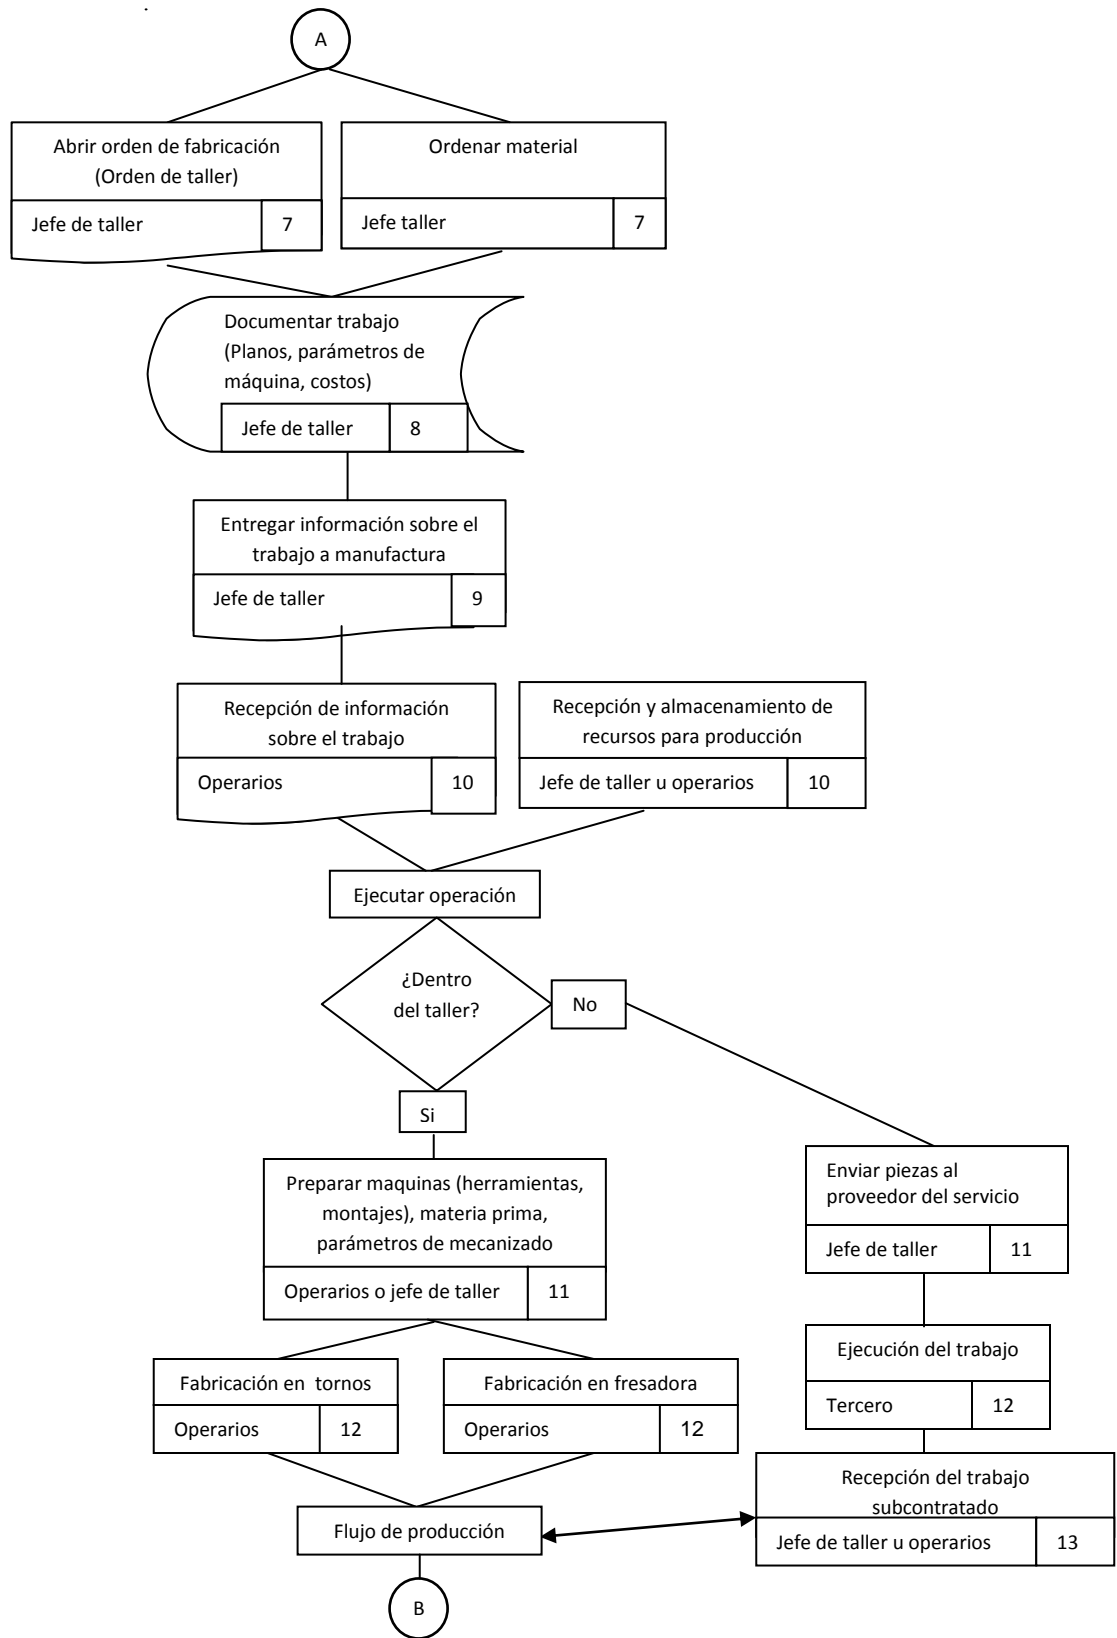 A
Abrir orden de fabricación
(Orden de taller)
Jefe de taller
7
Ordenar material
Jefe taller
7
Documentar trabajo
(Planos, parámetros de
máquina, costos)
Jefe de taller
8
Entregar información sobre el
trabajo a manufactura
Jefe de taller
9
Recepción de información
sobre el trabajo
Operarios
10
Recepción y almacenamiento de
recursos para producción
Jefe de taller u operarios
10
Ejecutar operación
¿Dentro
del taller?
No
Si
Preparar maquinas (herramientas,
montajes), materia prima,
parámetros de mecanizado
Operarios o jefe de taller
11
Enviar piezas al
proveedor del servicio
Jefe de taller
11
Ejecución del trabajo
Tercero
12
Fabricación en tornos
Operarios
12
Fabricación en fresadora
Operarios
12
Recepción del trabajo
subcontratado
Jefe de taller u operarios
13
Flujo de producción
B